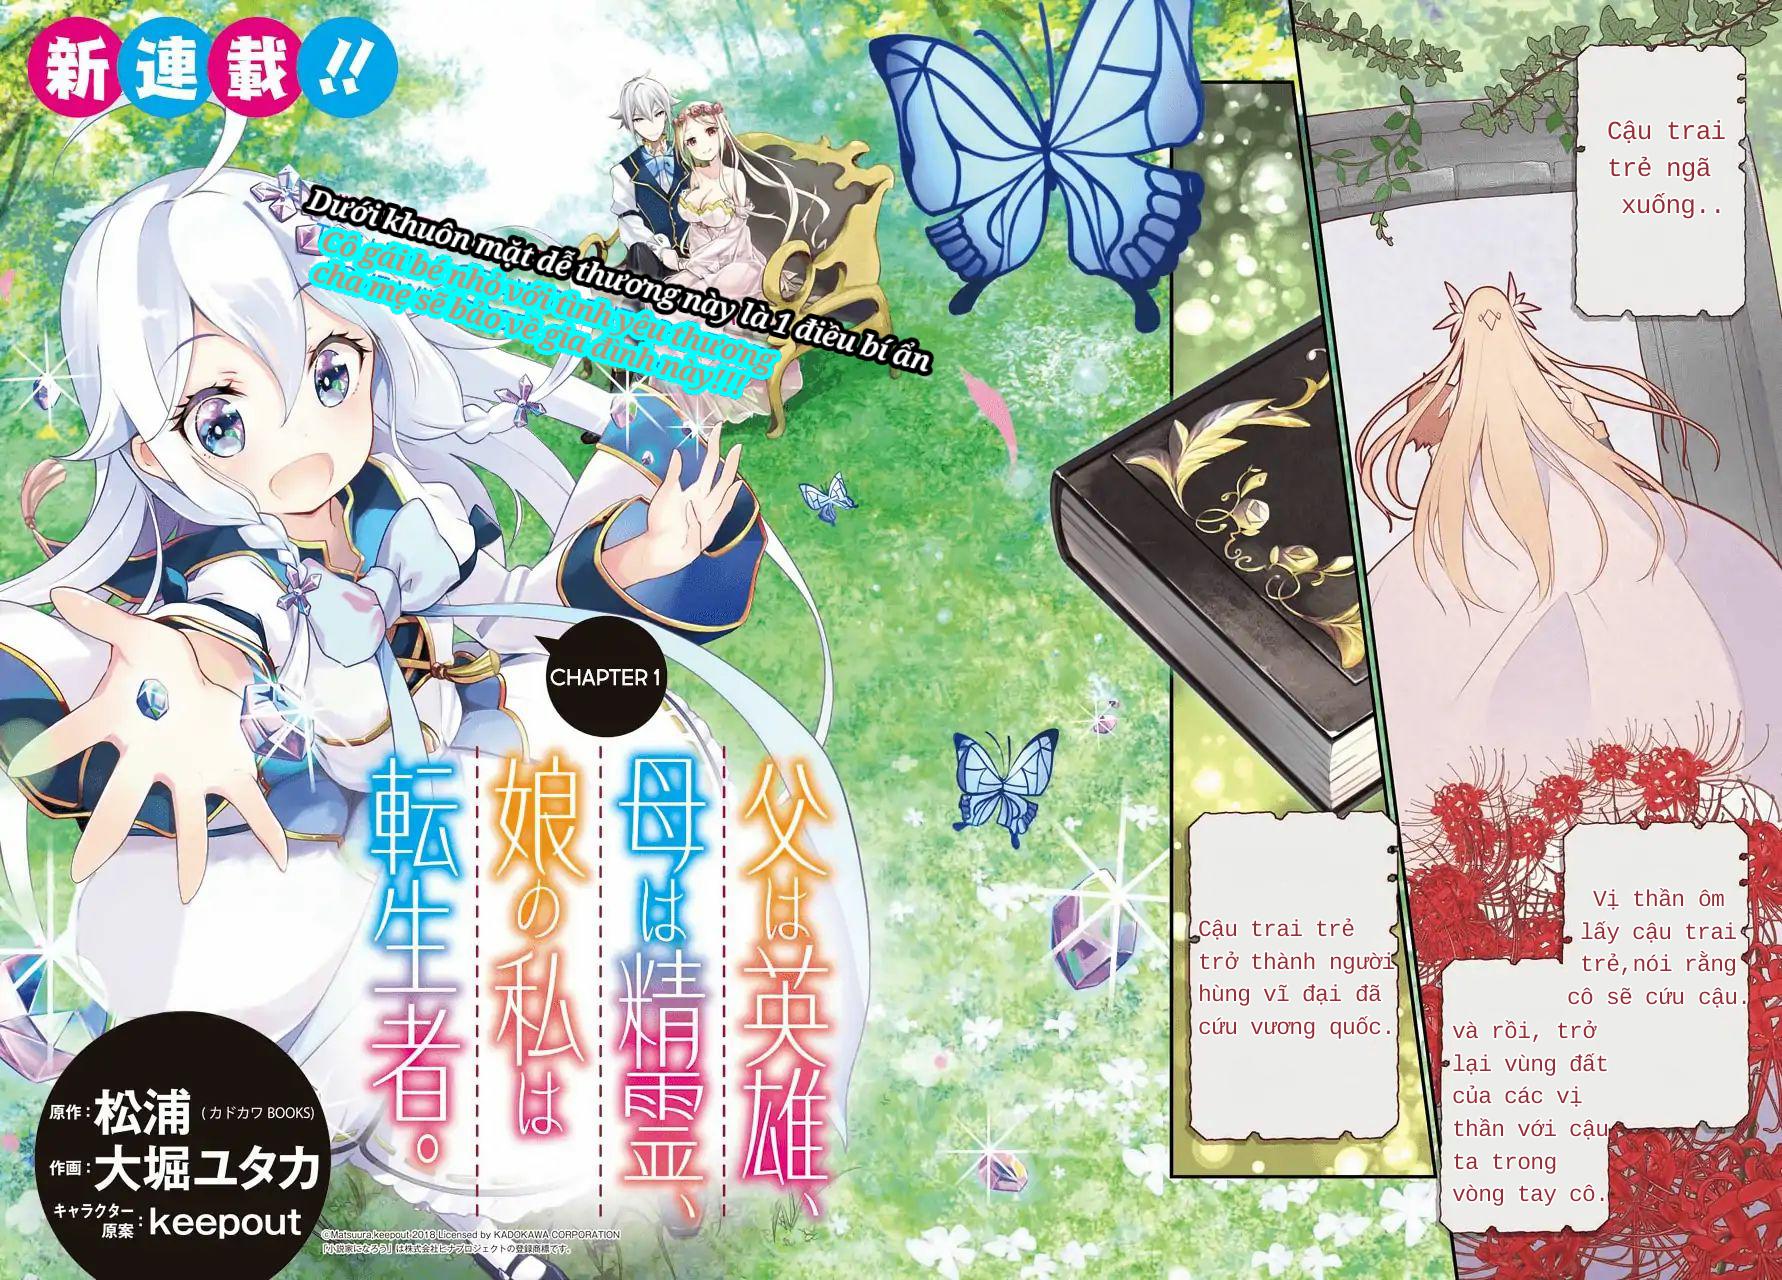 Cậu trai
trẻ ngã
xuống..
Vị thần ôm
lấy cậu trai
trẻ,nói rằng
cô sẽ cứu cậu.
và rồi, trở
lại vùng đất
của các vị
thần với cậu
ta trong
vòng tay cô.
Cậu trai trẻ
trở thành người
hùng vĩ đại đã
cứu vương quốc.
新連載!!
Dưới khuôn mặt dễ thương này là 1 điều bí ẩn
Cô gái bé nhỏ với tình yêu thương
cha mẹ sẽ bảo vệ gia đình này!!!
CHAPTER 1
父は英雄、
母は精霊、
娘の私は
転生者。
原作:松浦 (カドカワBOOKS)
作画:大堀ユタカ
キャラクター
原案:keepout
©Matsuura,keepout 2018 Licensed by KADOKAWA CORPORATION
「小説家になろう」は株式会社ヒナプロジェクトの登録商標です。